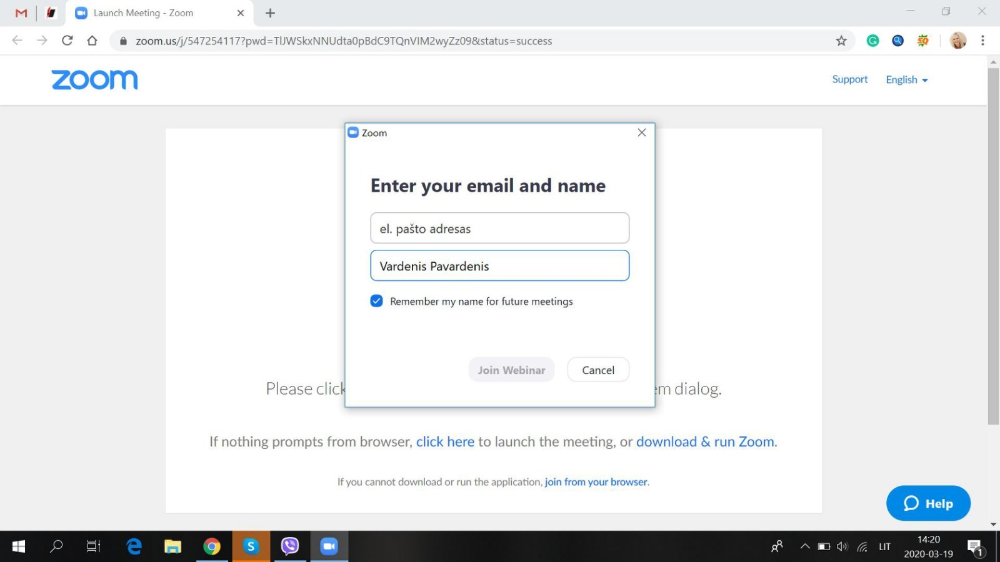 Launch Meeting - Zoom
zoom.us/j/547254117?pwd=TlJWSkxNNUdta0pBdC9TQnVIM2wyZz09&status=success
zoom
Support
English
Zoom
Enter your email and name
el. pašto adresas
Vardenis Pavardenis
Remember my name for future meetings
Join Webinar
Cancel
Please click
em dialog.
If nothing prompts from browser, click here to launch the meeting, or download & run Zoom.
If you cannot download or run the application, join from your browser.
Help
LIT
14:20
2020-03-19
1